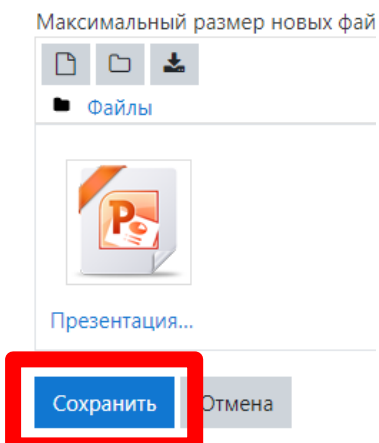 Максимальный размер новых фай
Файлы
P
Презентация...
Сохранить Отмена